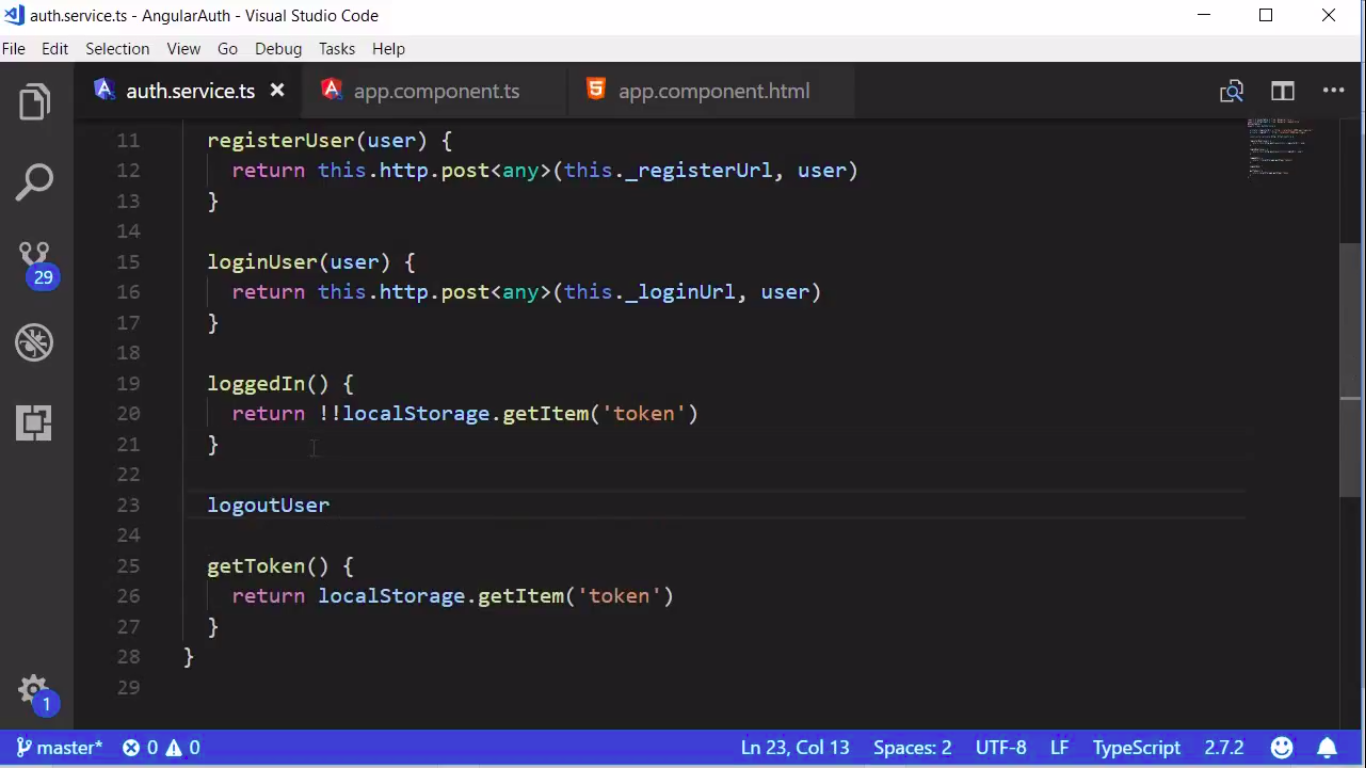 auth.service.ts - AngularAuth - Visual Studio Code
File Edit Selection View Go Debug Tasks Help
auth.service.ts app.component.ts app.component.html
11 registerUser(user) {
12 return this.http.post<any>(this._registerUrl, user)
13 }
14
15 loginUser(user) {
16 return this.http.post<any>(this._loginUrl, user)
17 }
18
19 loggedIn() {
20 return !!localStorage.getItem('token')
21 }
22
23 logoutUser
24
25 getToken() {
26 return localStorage.getItem('token')
27 }
28 }
29
29
1
master* 0 0 Ln 23, Col 13 Spaces: 2 UTF-8 LF TypeScript 2.7.2